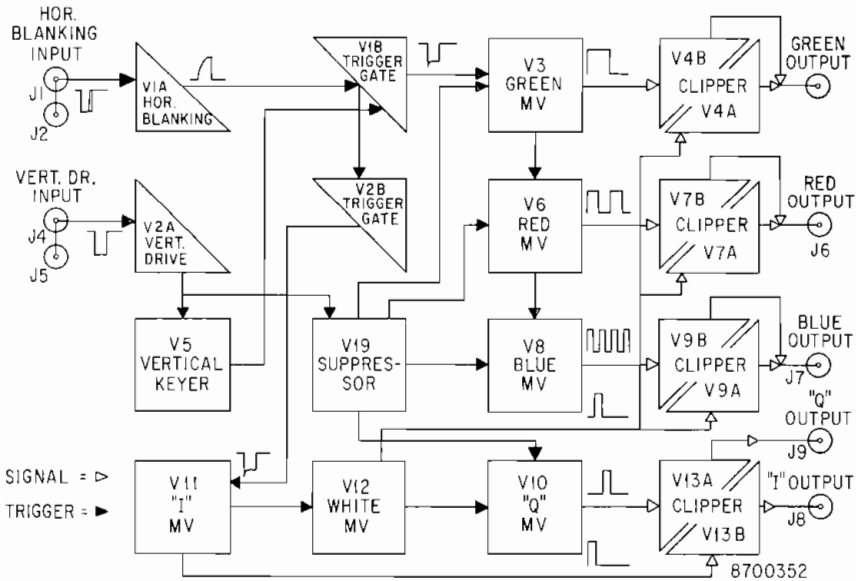 HOR.
BLANKING
INPUT
J1
J2
V1A
HOR.
BLANKING
V1B
TRIGGER
GATE
V3
GREEN
MV
V4B
CLIPPER
V4A
GREEN
OUTPUT
VERT. DR.
INPUT
J4
J5
V2A
VERT.
DRIVE
V2B
TRIGGER
GATE
V6
RED
MV
V7B
CLIPPER
V7A
RED
OUTPUT
J6
V5
VERTICAL
KEYER
V19
SUPPRES-
SOR
V8
BLUE
MV
V9B
CLIPPER
V9A
BLUE
OUTPUT
J7
"Q"
OUTPUT
J9
SIGNAL =
TRIGGER =
V11
"I"
MV
V12
WHITE
MV
V10
"Q"
MV
V13A
CLIPPER
V13B
"I" OUTPUT
J8
8700352